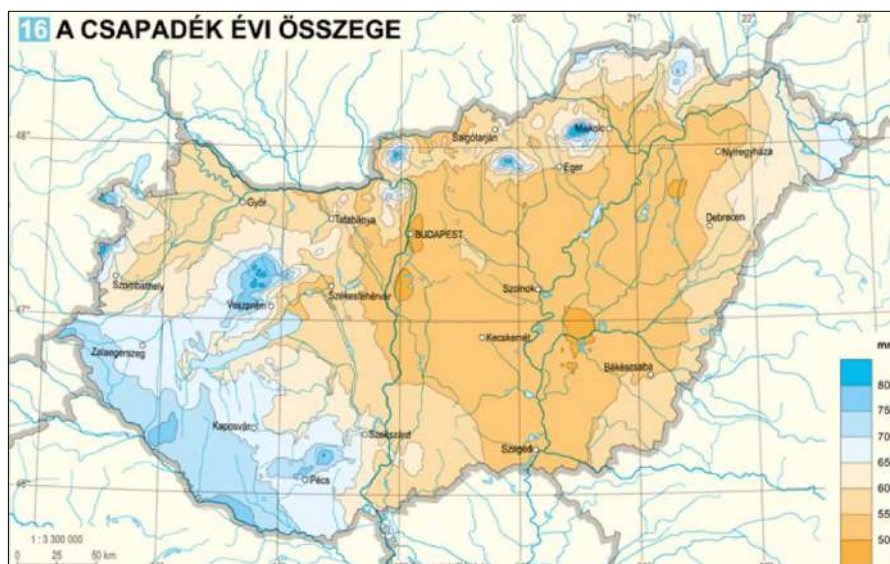 16 A CSAPADÉK ÉVI ÖSSZEGE
20° 21° 22° 23°
48°
Salgótarján
Miskolc
Nyíregyháza
Eger
Győr
Tatabánya
BUDAPEST
Debrecen
Szombathely
Székesfehérvár
Szolnok
Veszprém
47°
Kecskemét
Zalaegerszeg
Békéscsaba
Kaposvár
Szekszárd
Szeged
Pécs
1 : 3 300 000
0 25 50 km
80
75
70
65
60
55
50